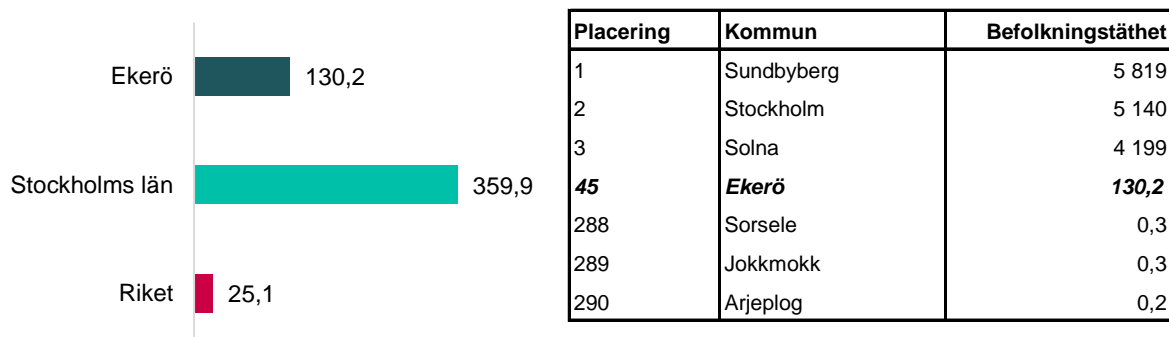 Ekerö 130,2
Stockholms län 359,9
Riket 25,1
Placering Kommun Befolkningstäthet
1 Sundbyberg 5 819
2 Stockholm 5 140
3 Solna 4 199
45 Ekerö 130,2
288 Sorsele 0,3
289 Jokkmokk 0,3
290 Arjeplog 0,2